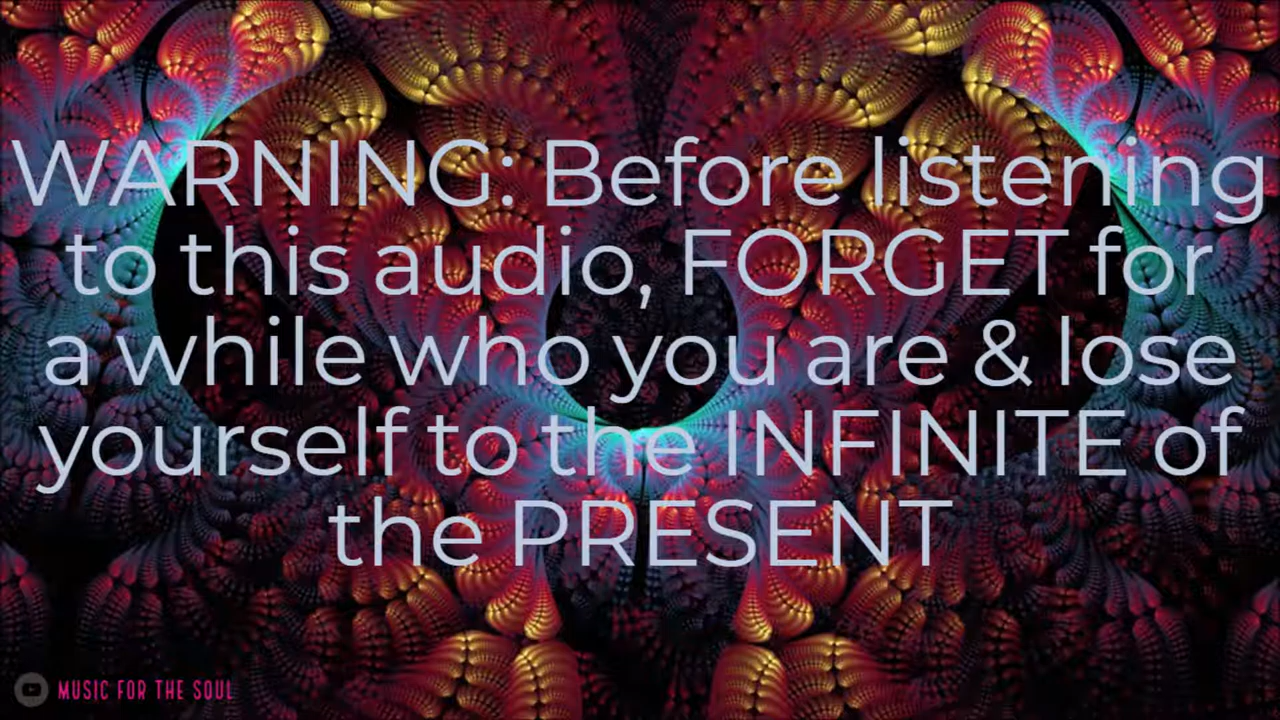 WARNING: Before listening
to this audio, FORGET for
a while who you are & lose
yourself to the INFINITE of
the PRESENT
MUSIC FOR THE SOUL